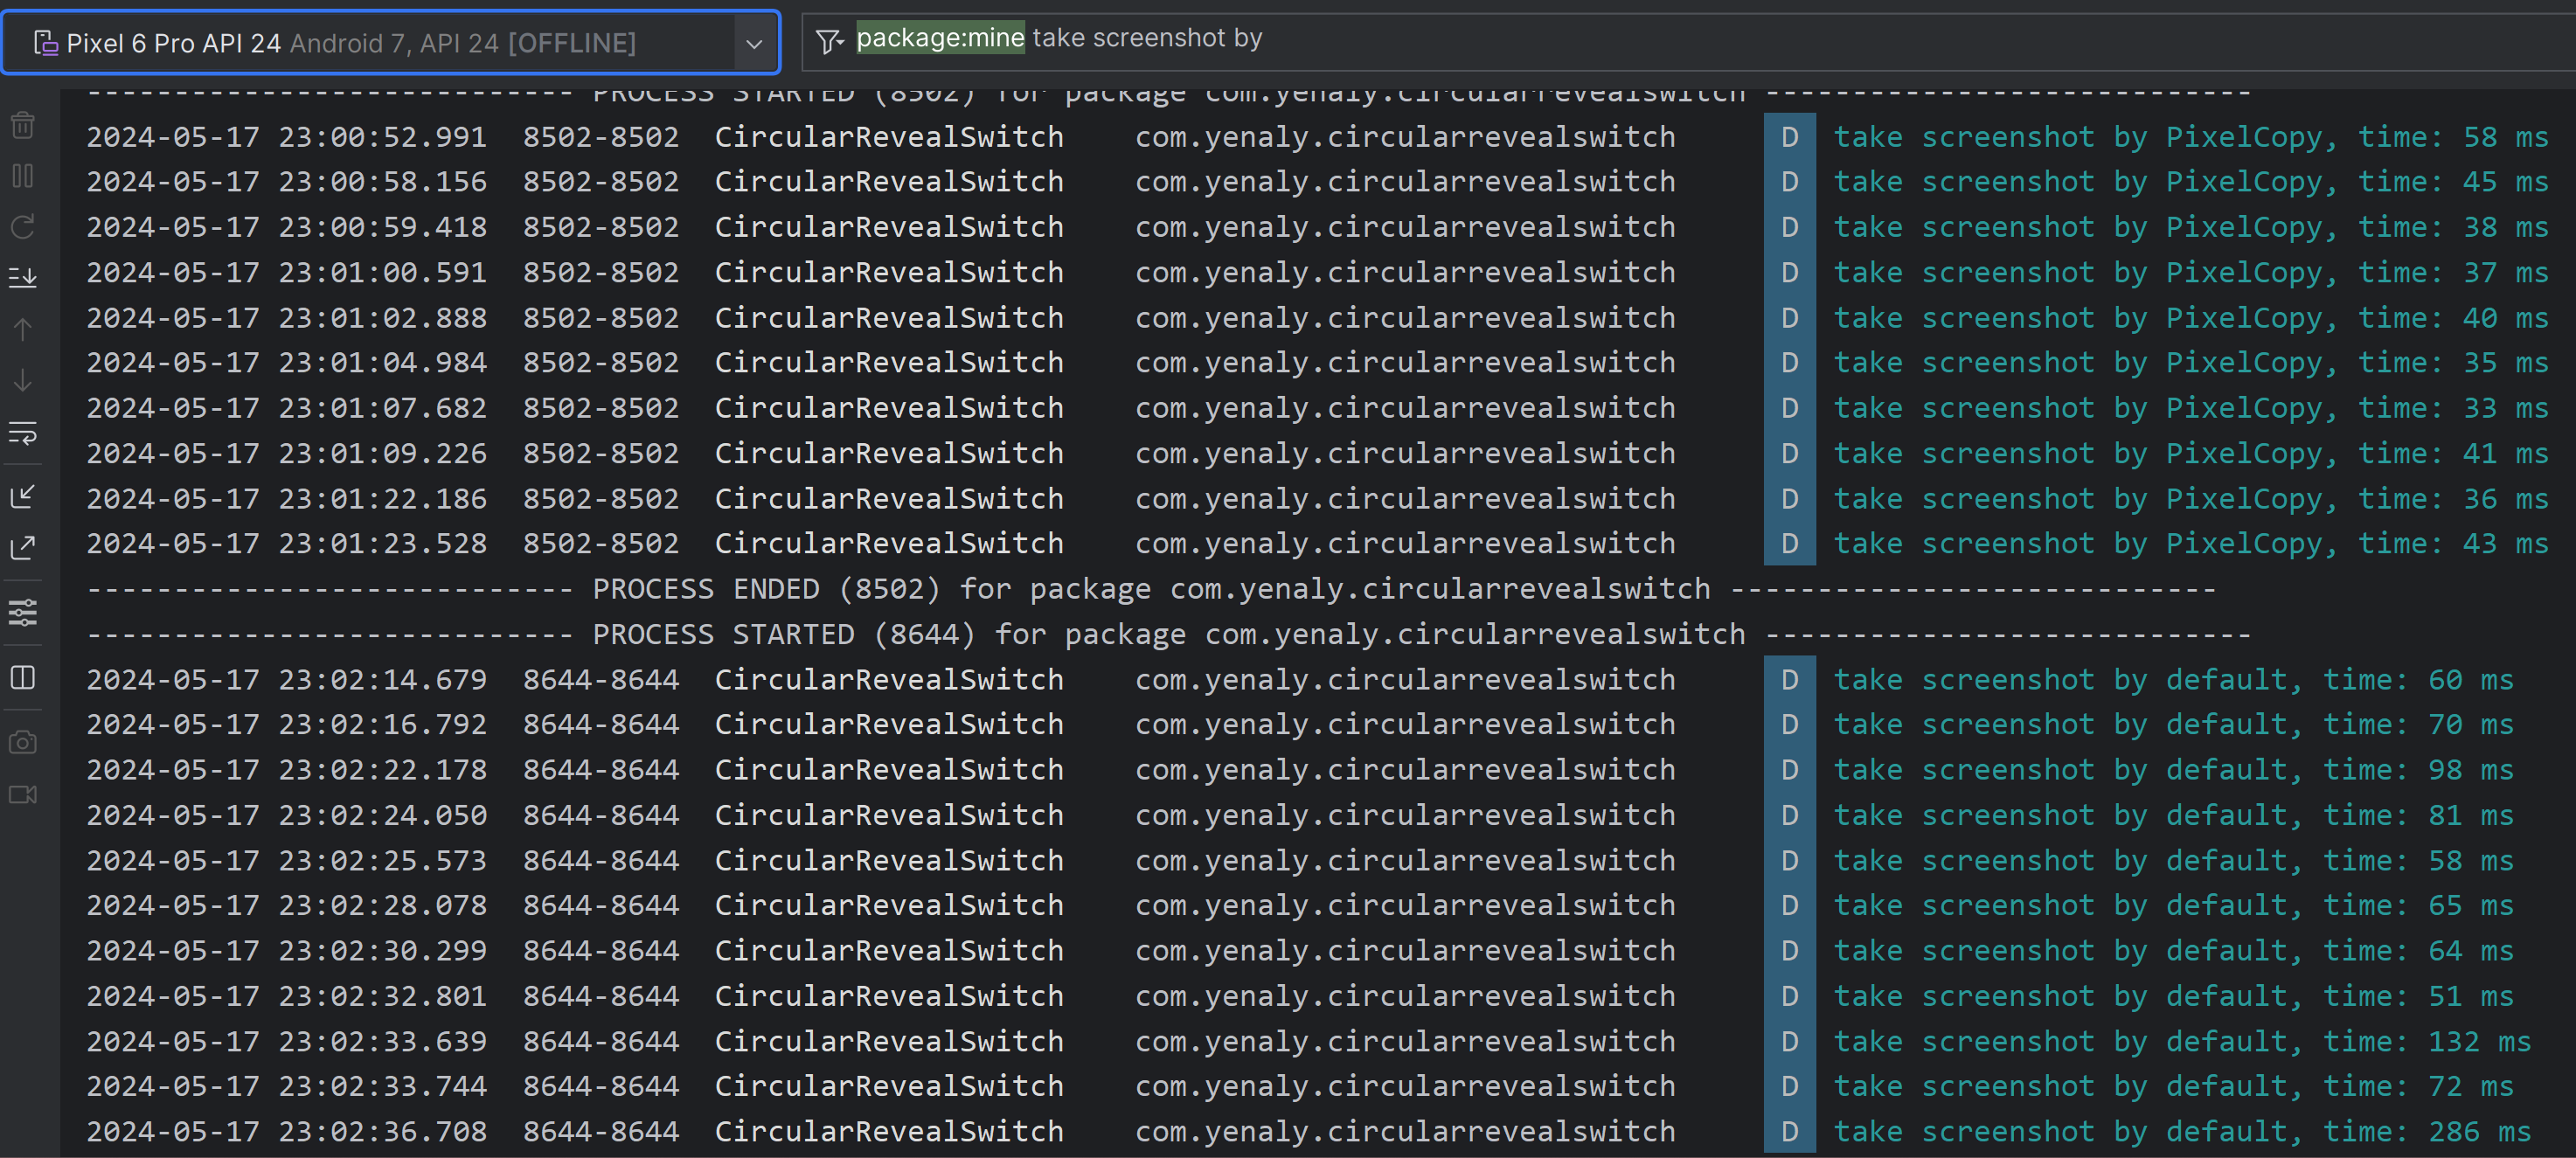 Pixel 6 Pro API 24 Android 7, API 24 [OFFLINE]
package:mine take screenshot by
---------------------------- PROCESS STARTED (8502) for package com.yenaly.circularrevealswitch ----------------------------
2024-05-17 23:00:52.991 8502-8502 CircularRevealSwitch com.yenaly.circularrevealswitch D take screenshot by PixelCopy, time: 58 ms
2024-05-17 23:00:58.156 8502-8502 CircularRevealSwitch com.yenaly.circularrevealswitch D take screenshot by PixelCopy, time: 45 ms
2024-05-17 23:00:59.418 8502-8502 CircularRevealSwitch com.yenaly.circularrevealswitch D take screenshot by PixelCopy, time: 38 ms
2024-05-17 23:01:00.591 8502-8502 CircularRevealSwitch com.yenaly.circularrevealswitch D take screenshot by PixelCopy, time: 37 ms
2024-05-17 23:01:02.888 8502-8502 CircularRevealSwitch com.yenaly.circularrevealswitch D take screenshot by PixelCopy, time: 40 ms
2024-05-17 23:01:04.984 8502-8502 CircularRevealSwitch com.yenaly.circularrevealswitch D take screenshot by PixelCopy, time: 35 ms
2024-05-17 23:01:07.682 8502-8502 CircularRevealSwitch com.yenaly.circularrevealswitch D take screenshot by PixelCopy, time: 33 ms
2024-05-17 23:01:09.226 8502-8502 CircularRevealSwitch com.yenaly.circularrevealswitch D take screenshot by PixelCopy, time: 41 ms
2024-05-17 23:01:22.186 8502-8502 CircularRevealSwitch com.yenaly.circularrevealswitch D take screenshot by PixelCopy, time: 36 ms
2024-05-17 23:01:23.528 8502-8502 CircularRevealSwitch com.yenaly.circularrevealswitch D take screenshot by PixelCopy, time: 43 ms
---------------------------- PROCESS ENDED (8502) for package com.yenaly.circularrevealswitch ----------------------------
---------------------------- PROCESS STARTED (8644) for package com.yenaly.circularrevealswitch ----------------------------
2024-05-17 23:02:14.679 8644-8644 CircularRevealSwitch com.yenaly.circularrevealswitch D take screenshot by default, time: 60 ms
2024-05-17 23:02:16.792 8644-8644 CircularRevealSwitch com.yenaly.circularrevealswitch D take screenshot by default, time: 70 ms
2024-05-17 23:02:22.178 8644-8644 CircularRevealSwitch com.yenaly.circularrevealswitch D take screenshot by default, time: 98 ms
2024-05-17 23:02:24.050 8644-8644 CircularRevealSwitch com.yenaly.circularrevealswitch D take screenshot by default, time: 81 ms
2024-05-17 23:02:25.573 8644-8644 CircularRevealSwitch com.yenaly.circularrevealswitch D take screenshot by default, time: 58 ms
2024-05-17 23:02:28.078 8644-8644 CircularRevealSwitch com.yenaly.circularrevealswitch D take screenshot by default, time: 65 ms
2024-05-17 23:02:30.299 8644-8644 CircularRevealSwitch com.yenaly.circularrevealswitch D take screenshot by default, time: 64 ms
2024-05-17 23:02:32.801 8644-8644 CircularRevealSwitch com.yenaly.circularrevealswitch D take screenshot by default, time: 51 ms
2024-05-17 23:02:33.639 8644-8644 CircularRevealSwitch com.yenaly.circularrevealswitch D take screenshot by default, time: 132 ms
2024-05-17 23:02:33.744 8644-8644 CircularRevealSwitch com.yenaly.circularrevealswitch D take screenshot by default, time: 72 ms
2024-05-17 23:02:36.708 8644-8644 CircularRevealSwitch com.yenaly.circularrevealswitch D take screenshot by default, time: 286 ms